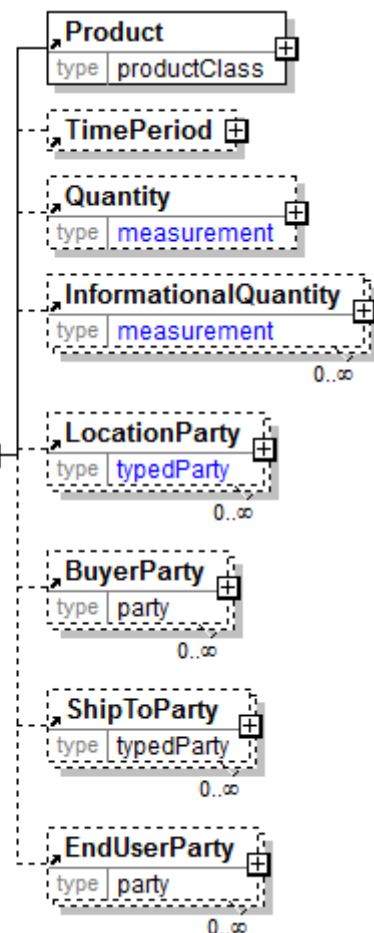 Product
type productClass
TimePeriod
Quantity
type measurement
InformationalQuantity
type measurement
0..∞
LocationParty
type typedParty
0..∞
BuyerParty
type party
0..∞
ShipToParty
type typedParty
0..∞
EndUserParty
type party
0..∞